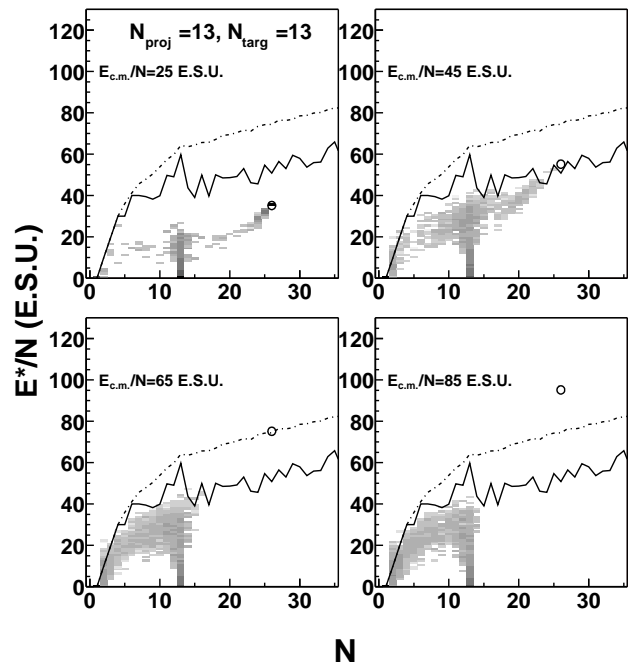 N_proj =13, N_targ =13
E_c.m./N=25 E.S.U.
E_c.m./N=45 E.S.U.
120
100
80
60
40
20
0
120
100
80
60
40
20
0
0 10 20 30
0 10 20 30
E*/N (E.S.U.)
E_c.m./N=65 E.S.U.
E_c.m./N=85 E.S.U.
120
100
80
60
40
20
0
120
100
80
60
40
20
0
0 10 20 30
0 10 20 30
N